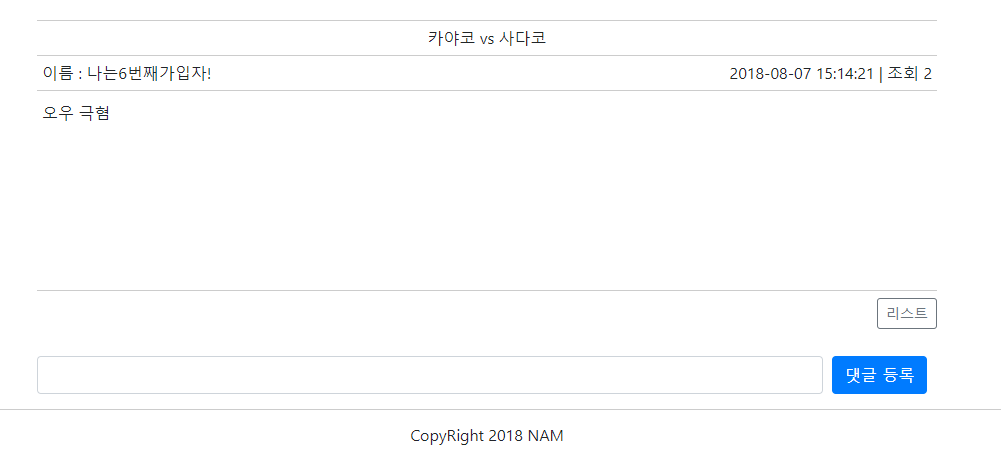 카야코 vs 사다코
이름 : 나는6번째가입자! 2018-08-07 15:14:21 | 조회 2
오우 극혐
리스트
댓글 등록
CopyRight 2018 NAM